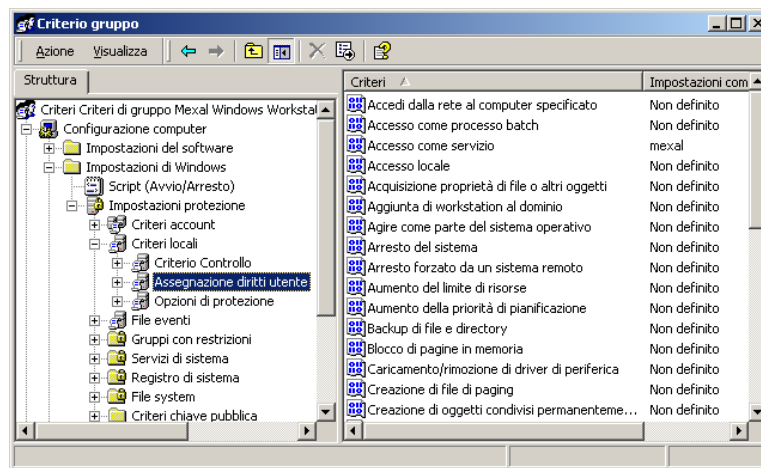 Criterio gruppo
Azione Visualizza
Struttura
Criteri Criteri di gruppo Mexal Windows
Configurazione computer
Impostazioni del software
Impostazioni di Windows
Script (Avvio/Arresto)
Impostazioni protezione
Criteri account
Criteri locali
Criterio Controllo
Assegnazione diritti utente
Opzioni di protezione
File eventi
Gruppi con restrizioni
Servizi di sistema
Registro di sistema
File system
Criteri chiave pubblica
Criteri Impostazioni com
Accedi dalla rete al computer specificato Non definito
Accesso come processo batch Non definito
Accesso come servizio mexal
Accesso locale Non definito
Acquisizione proprietà di file o altri oggetti Non definito
Aggiunta di workstation al dominio Non definito
Agire come parte del sistema operativo Non definito
Arresto del sistema Non definito
Arresto forzato da un sistema remoto Non definito
Aumento del limite di risorse Non definito
Aumento della priorità di pianificazione Non definito
Backup di file e directory Non definito
Blocco di pagine in memoria Non definito
Caricamento/rimozione di driver di periferica Non definito
Creazione di file di paging Non definito
Creazione di oggetti condivisi permanenteme... Non definito